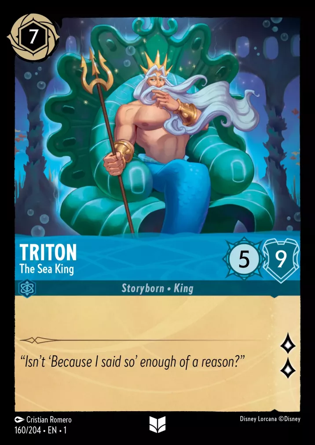 7
TRITON
The Sea King
5
9
Storyborn • King
“Isn’t ‘Because I said so’ enough of a reason?”
Cristian Romero
Disney Lorcana ©Disney
160/204 • EN • 1